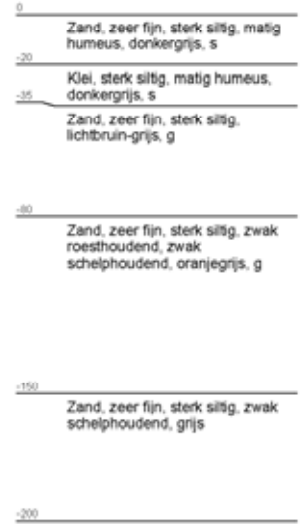 0
Zand, zeer fijn, sterk siltig, matig
humeus, donkergrijs, s
-20
Klei, sterk siltig, matig humeus,
donkergrijs, s
-35
Zand, zeer fijn, sterk siltig,
lichtbruin-grijs, g
-80
Zand, zeer fijn, sterk siltig, zwak
roesthoudend, zwak
schelphoudend, oranjegrijs, g
-150
Zand, zeer fijn, sterk siltig, zwak
schelphoudend, grijs
-200